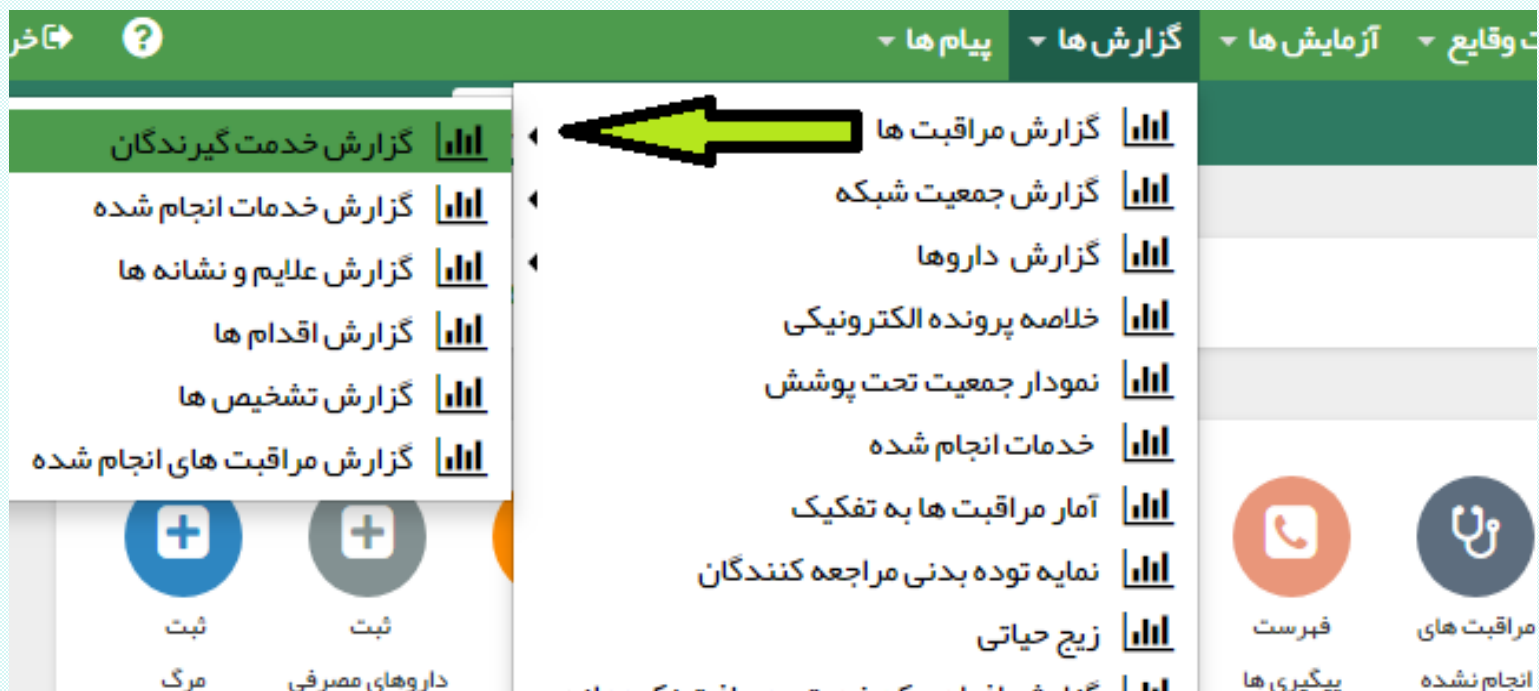 ت وقایع
آزمایش ها
گزارش ها
پیام ها
گزارش مراقبت ها
گزارش جمعیت شبکه
گزارش داروها
خلاصه پرونده الکترونیکی
نمودار جمعیت تحت پوشش
خدمات انجام شده
آمار مراقبت ها به تفکیک
نمایه توده بدنی مراجعه کنندگان
زیج حیاتی
گزارش خدمت گیرندگان
گزارش خدمات انجام شده
گزارش علایم و نشانه ها
گزارش اقدام ها
گزارش تشخیص ها
گزارش مراقبت های انجام شده
مراقبت های
انجام نشده
فهرست
پیگیری ها
ثبت
داروهای مصرفی
ثبت
مرگ